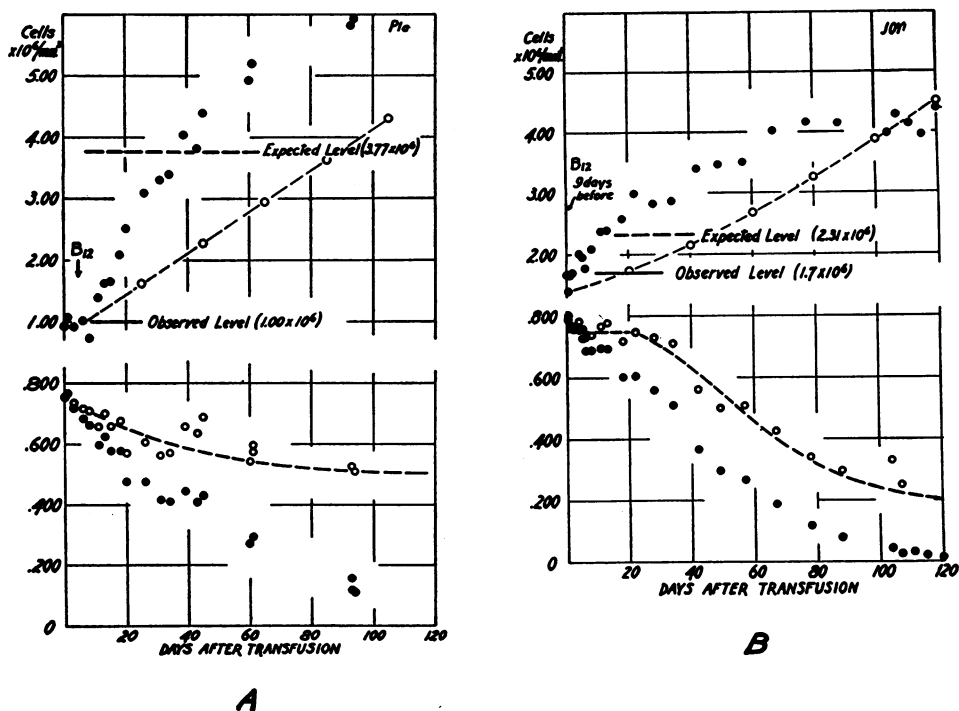 Cells
x10⁶/mm³
Pie
5.00
4.00
Expected Level (3.77x10⁶)
3.00
B₁₂
2.00
1.00
Observed Level (1.00x10⁶)
.800
.600
.400
.200
0
20
40
60
80
100
120
DAYS AFTER TRANSFUSION
A
Cells
x10⁶/mm³
Jon
5.00
4.00
B₁₂
9 days
before
3.00
Expected Level (2.31x10⁶)
2.00
Observed Level (1.7x10⁶)
.800
.600
.400
.200
0
20
40
60
80
100
120
DAYS AFTER TRANSFUSION
B